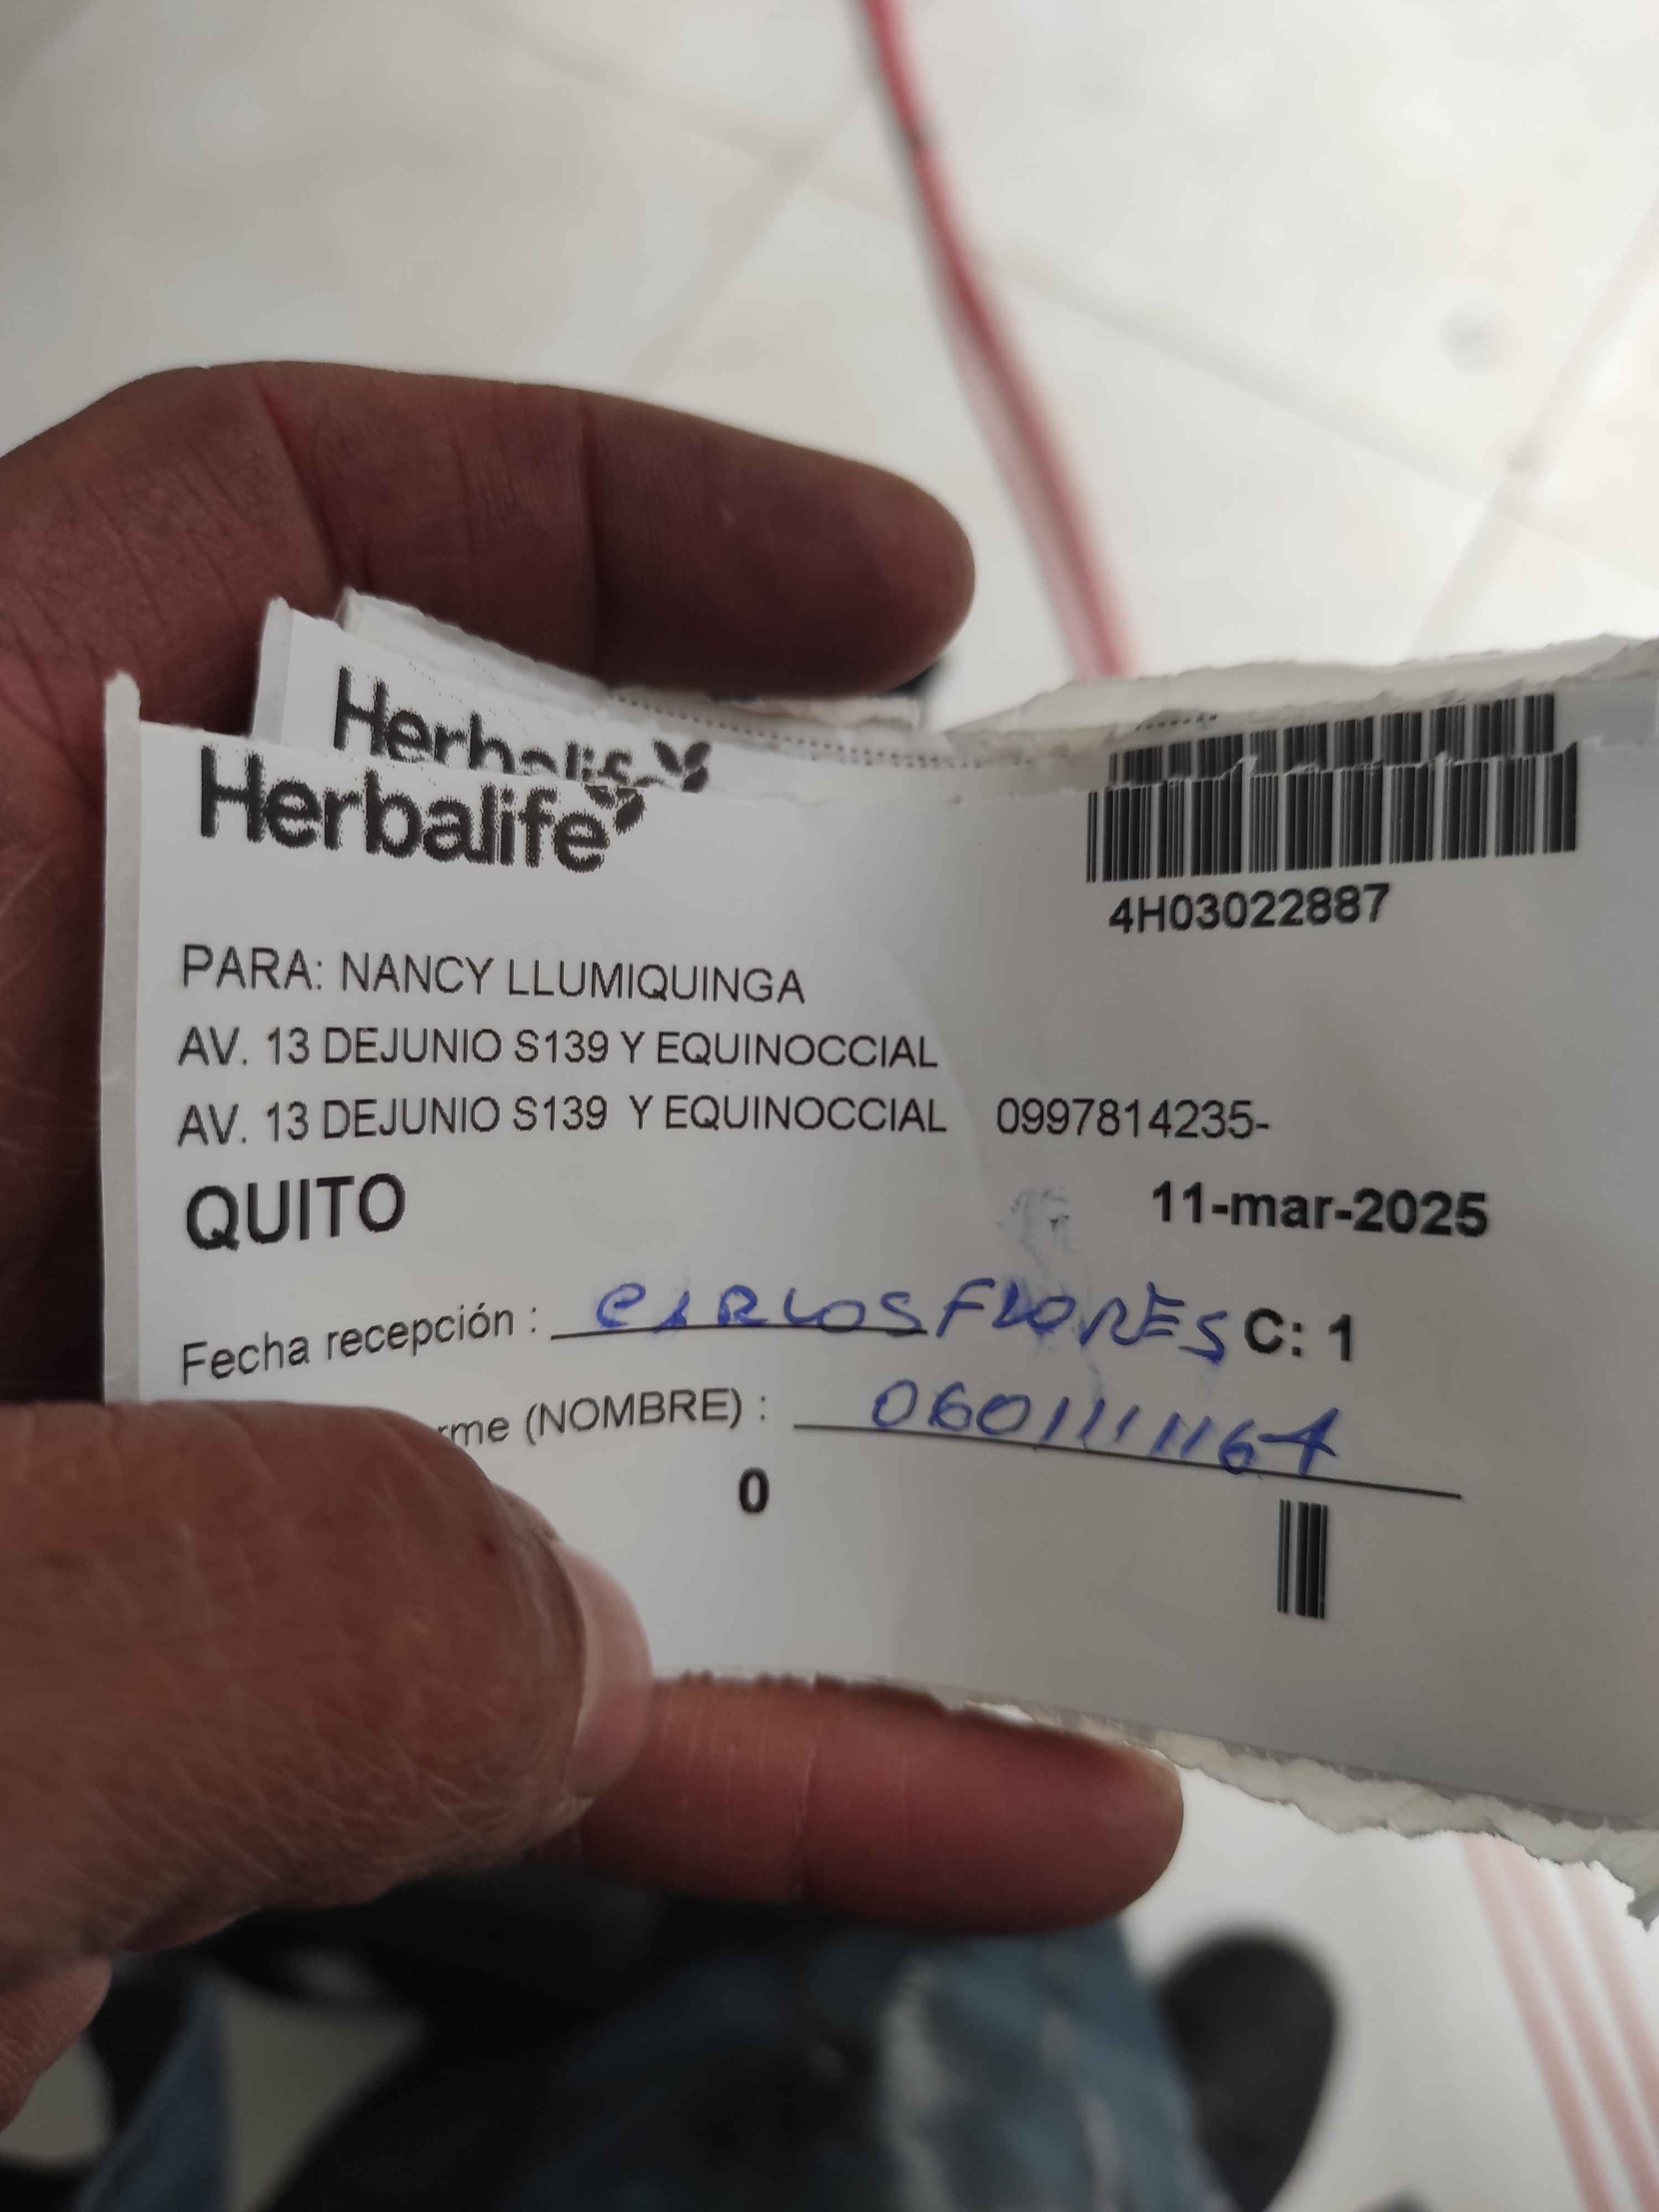 Herbalife
Herbalife
4H03022887
PARA: NANCY LLUMIQUINGA
AV. 13 DEJUNIO S139 Y EQUINOCCIAL
AV. 13 DEJUNIO S139 Y EQUINOCCIAL 0997814235-
QUITO 11-mar-2025
Fecha recepción : CARLOS FLORES C: 1
rme (NOMBRE) : 0601111164
0